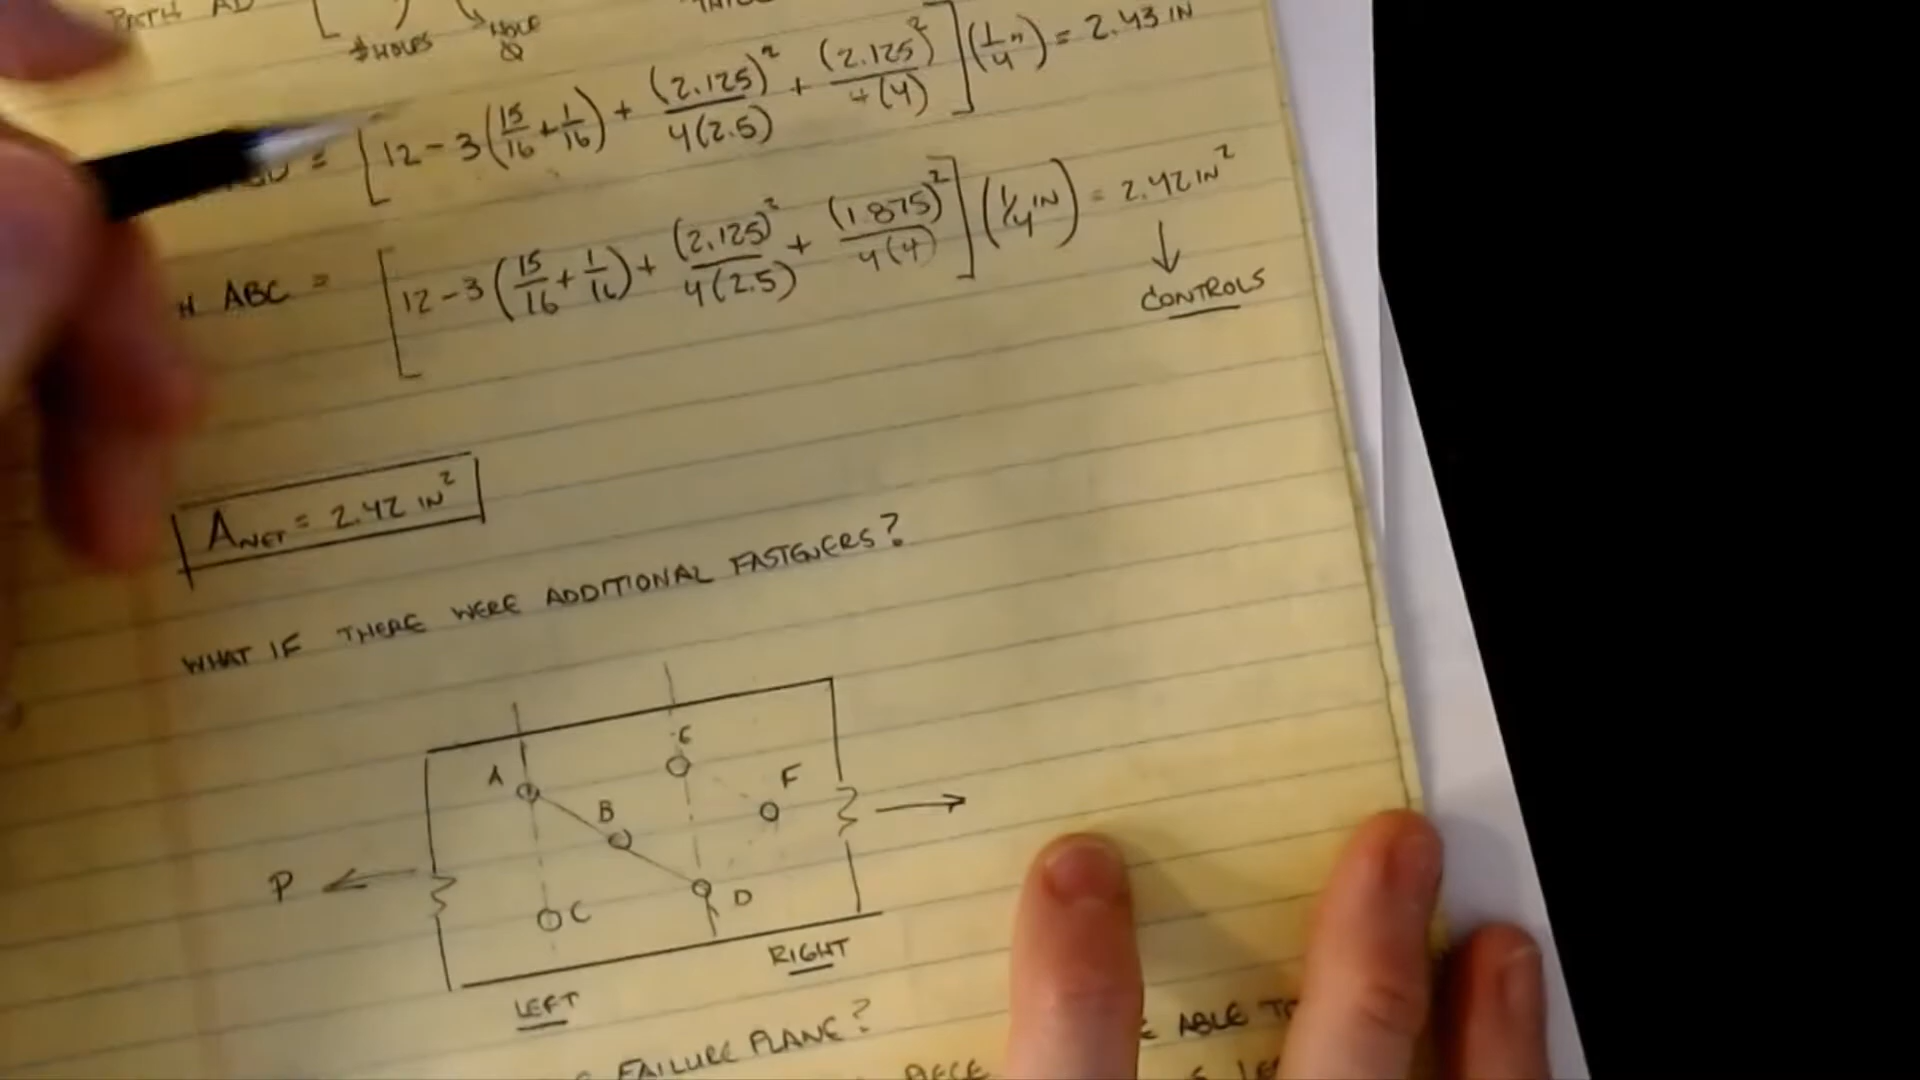 PATH AD
# HOLES
HOLE
Ø
= [12 - 3(15/16 + 1/16) + (2.125)²/4(2.5) + (2.125)²/4(4)](1/4") = 2.43 IN
H ABC = [12 - 3(15/16 + 1/16) + (2.125)²/4(2.5) + (1.875)²/4(4)](1/4 IN) = 2.42 IN²
↓
CONTROLS
ANET = 2.42 IN²
WHAT IF THERE WERE ADDITIONAL FASTENERS?
A
B
F
P
C
D
RIGHT
LEFT
FAILURE PLANE?
ABLE TO